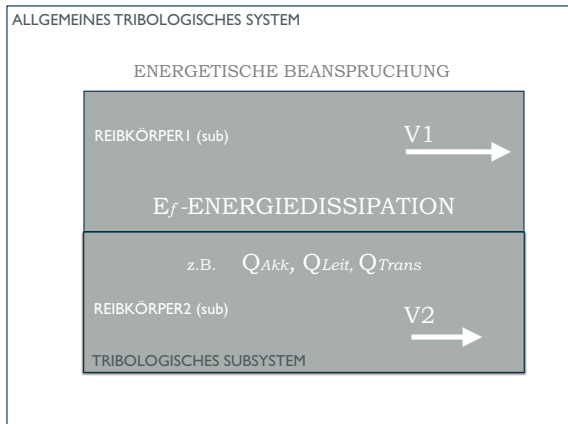 ALLGEMEINES TRIBOLOGISCHES SYSTEM
ENERGETISCHE BEANSPRUCHUNG
REIBKÖRPER1 (sub)
V1
Ef-ENERGIEDISSIPATION
z.B. QAkk, QLeit, QTrans
REIBKÖRPER2 (sub)
V2
TRIBOLOGISCHES SUBSYSTEM